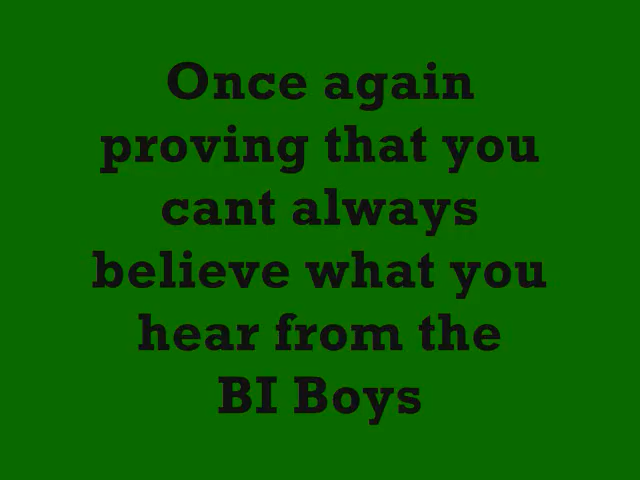 Once again
proving that you
cant always
believe what you
hear from the
BI Boys